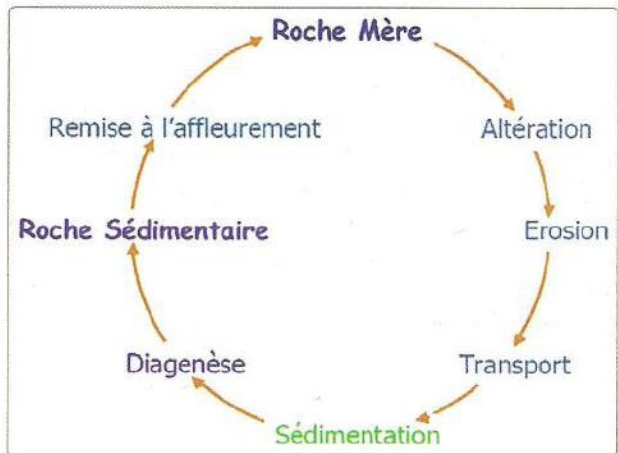 Roche Mère
Altération
Erosion
Transport
Sédimentation
Diagenèse
Roche Sédimentaire
Remise à l'affleurement